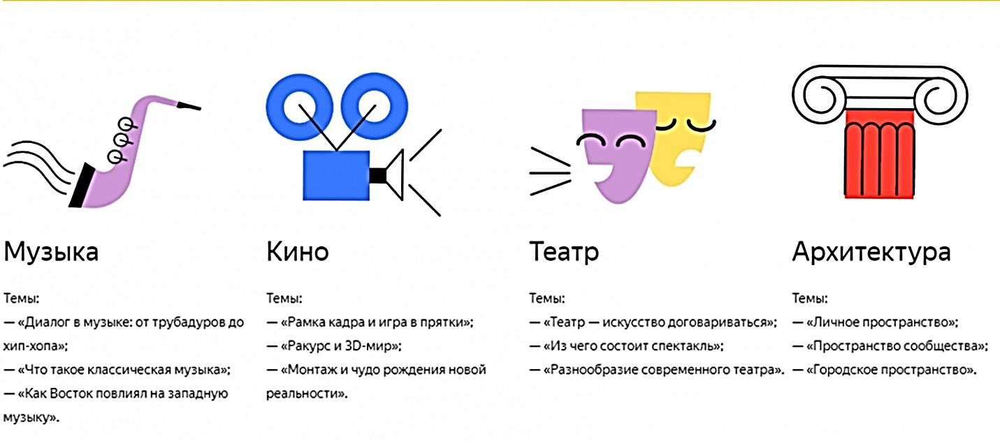 Музыка
Темы:
— «Диалог в музыке: от трубадуров до
хип-хопа»;
— «Что такое классическая музыка»;
— «Как Восток повлиял на западную
музыку».
Кино
Темы:
— «Рамка кадра и игра в прятки»;
— «Ракурс и 3D-мир»;
— «Монтаж и чудо рождения новой
реальности».
Театр
Темы:
— «Театр — искусство договариваться»;
— «Из чего состоит спектакль»;
— «Разнообразие современного театра».
Архитектура
Темы:
— «Личное пространство»;
— «Пространство сообщества»;
— «Городское пространство».